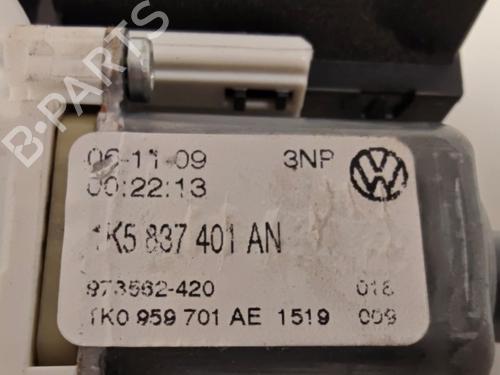 B-PARTS
06-11-09 3NP
00:22:13
1K5 837 401 AN
973562-420 018
1K0 959 701 AE 1519 009